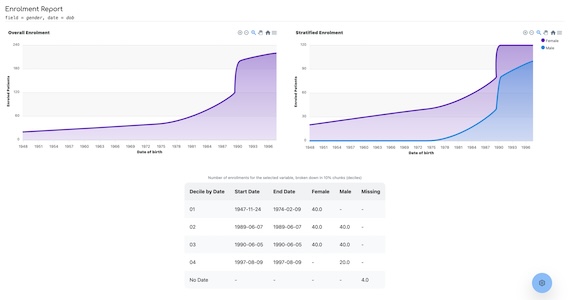 Enrolment Report
field = gender, date = dob
Overall Enrolment
Enroled Patients
240
180
120
60
0
1948 1951 1954 1957 1960 1963 1966 1969 1972 1975 1978 1981 1984 1987 1990 1993 1996
Date of birth
Stratified Enrolment
Female
Male
Enroled Patients
120
90
60
30
0
1948 1951 1954 1957 1960 1963 1966 1969 1972 1975 1978 1981 1984 1987 1990 1993 1996
Date of birth
Number of enrolments for the selected variable, broken down in 10% chunks (deciles)
Decile by Date Start Date End Date Female Male Missing
01 1947-11-24 1974-02-09 40.0 - -
02 1989-06-07 1989-06-07 40.0 40.0 -
03 1990-06-05 1990-06-05 40.0 40.0 -
04 1997-08-09 1997-08-09 - 20.0 -
No Date - - - - 4.0